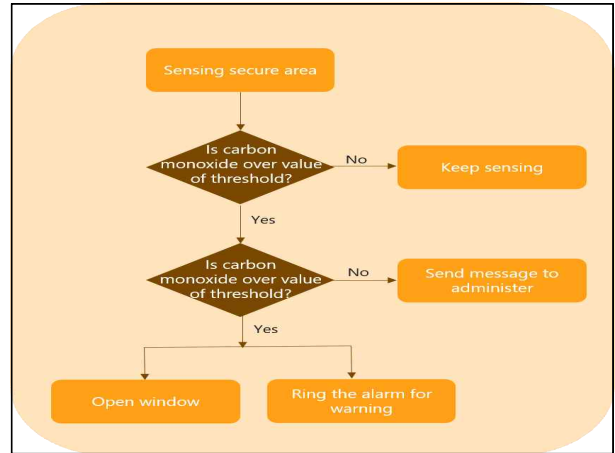 Sensing secure area
Is carbon
monoxide over value
of threshold?
No
Keep sensing
Yes
Is carbon
monoxide over value
of threshold?
No
Send message to
administer
Yes
Open window
Ring the alarm for
warning